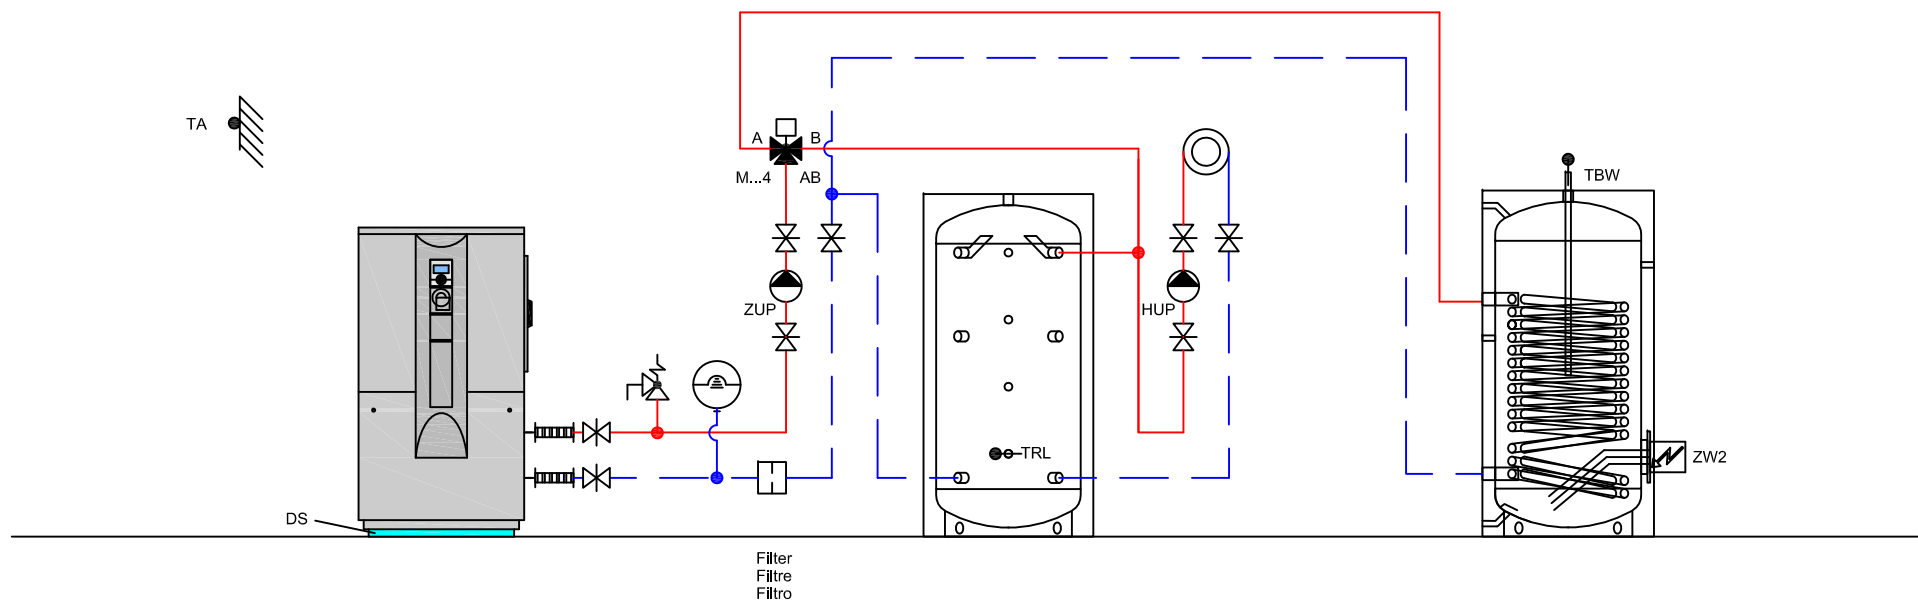 TA
A
B
M...4
AB
TBW
ZUP
HUP
TRL
ZW2
DS
Filter
Filtre
Filtro